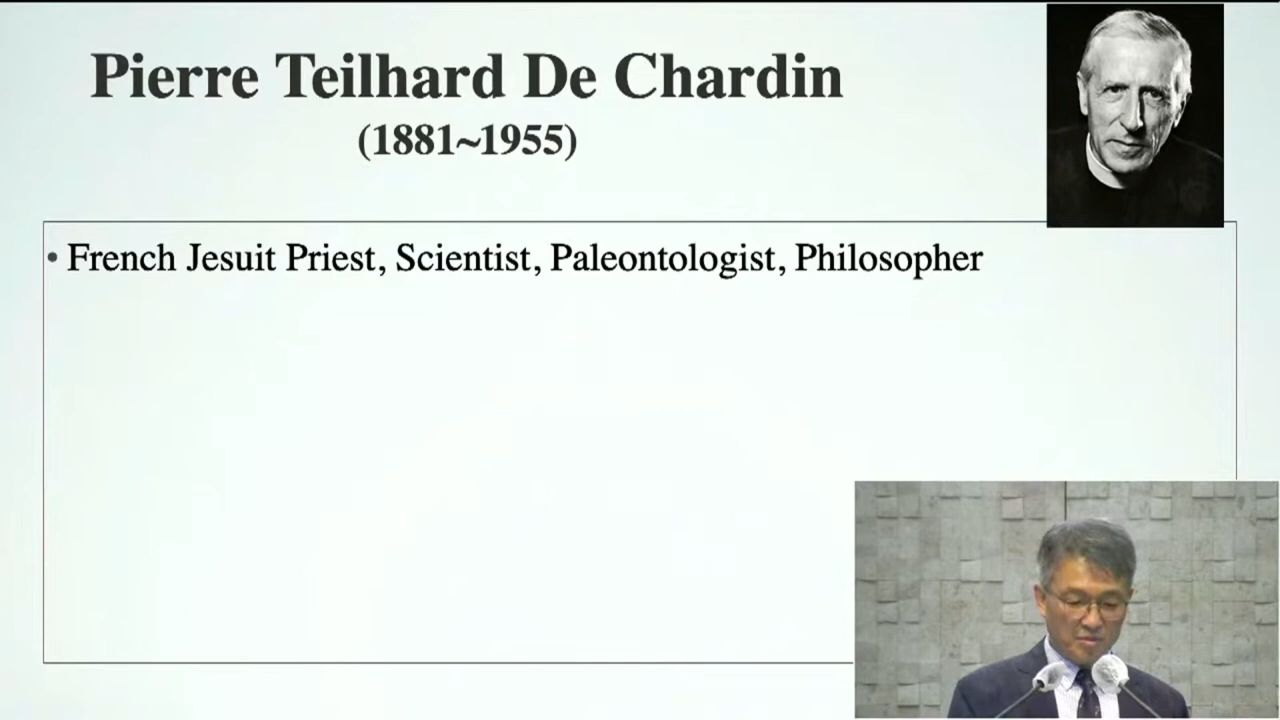 Pierre Teilhard De Chardin
(1881~1955)
• French Jesuit Priest, Scientist, Paleontologist, Philosopher